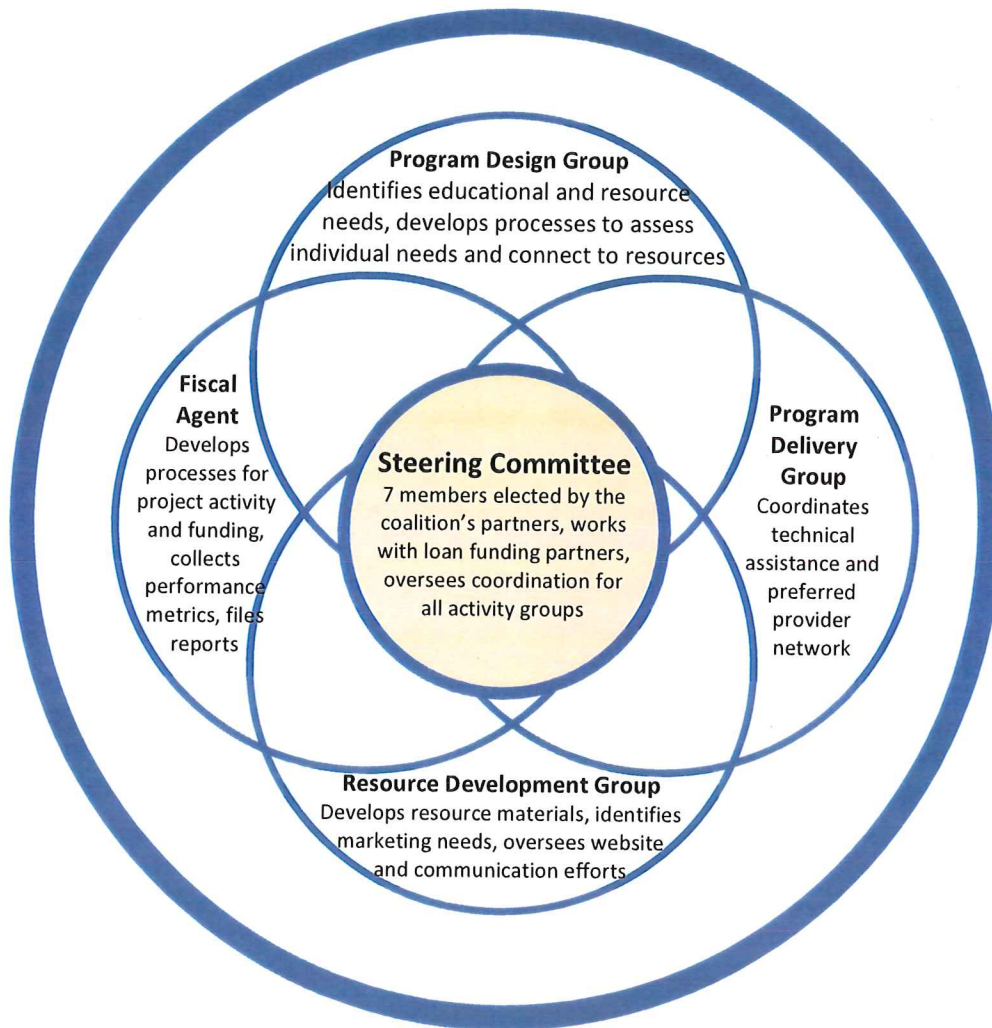 Program Design Group
Identifies educational and resource
needs, develops processes to assess
individual needs and connect to resources
Fiscal
Agent
Develops
processes for
project activity
and funding,
collects
performance
metrics, files
reports
Steering Committee
7 members elected by the
coalition’s partners, works
with loan funding partners,
oversees coordination for
all activity groups
Program
Delivery
Group
Coordinates
technical
assistance and
preferred
provider
network
Resource Development Group
Develops resource materials, identifies
marketing needs, oversees website
and communication efforts